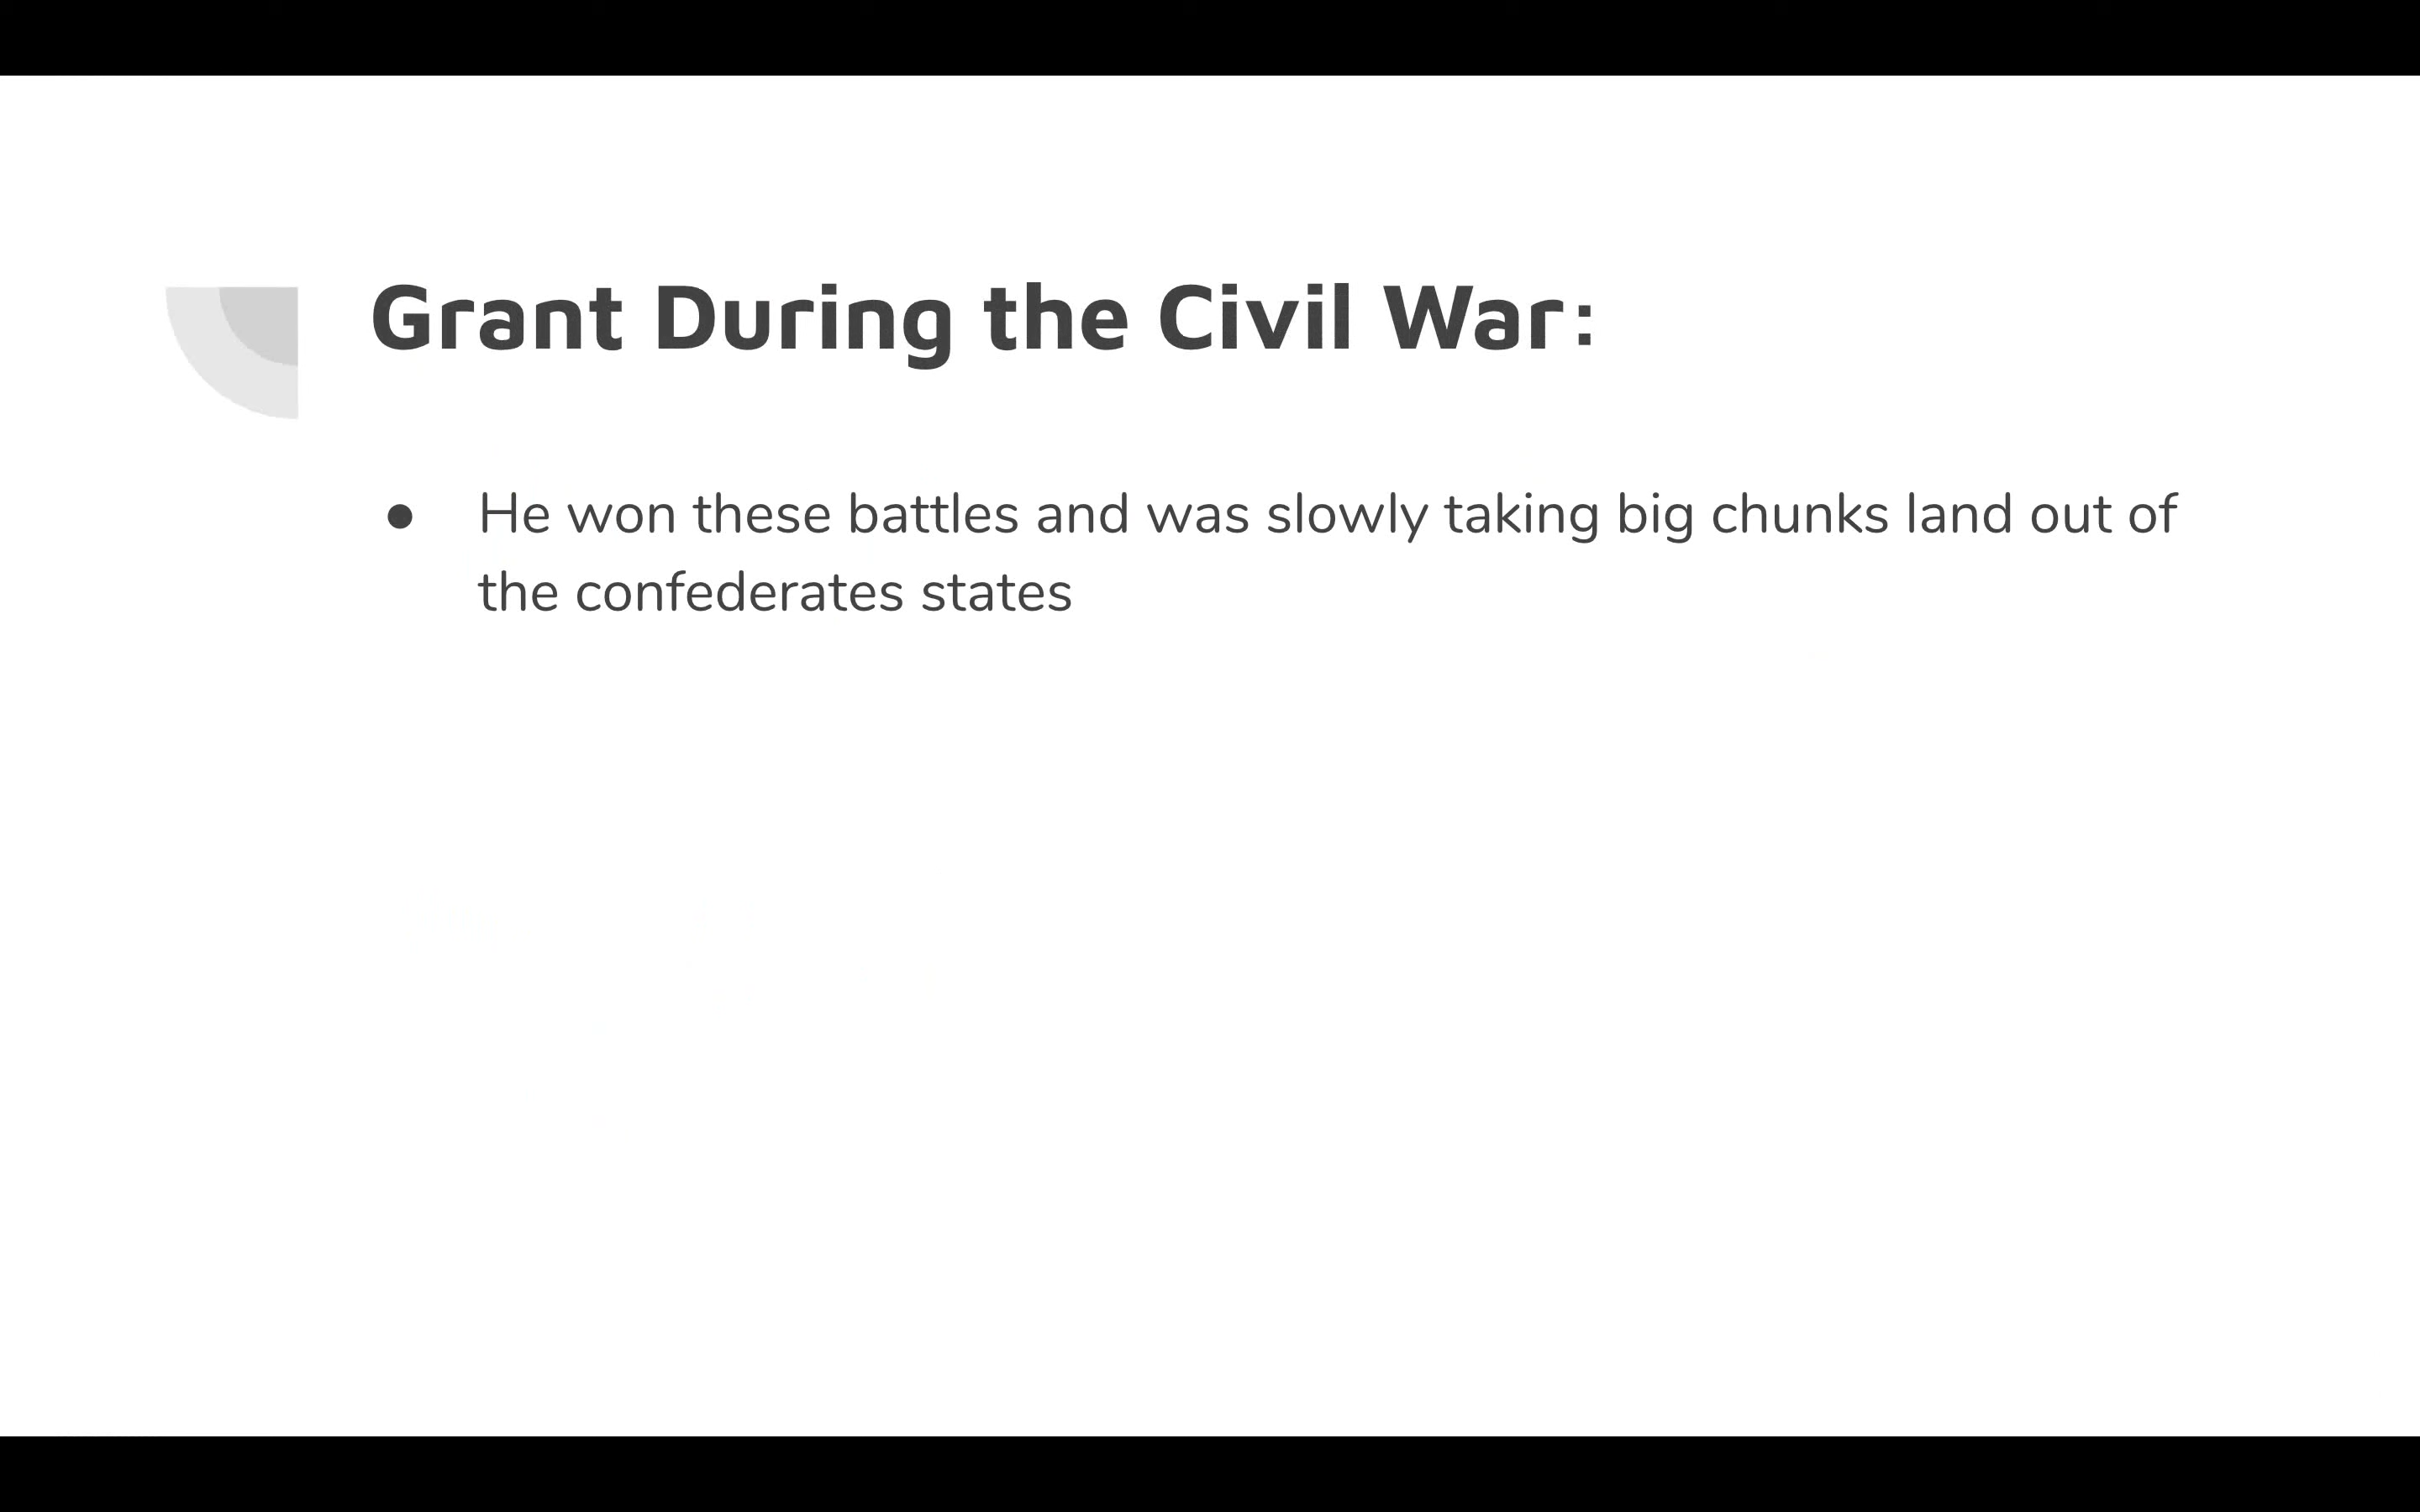 Grant During the Civil War:
● He won these battles and was slowly taking big chunks land out of
the confederates states